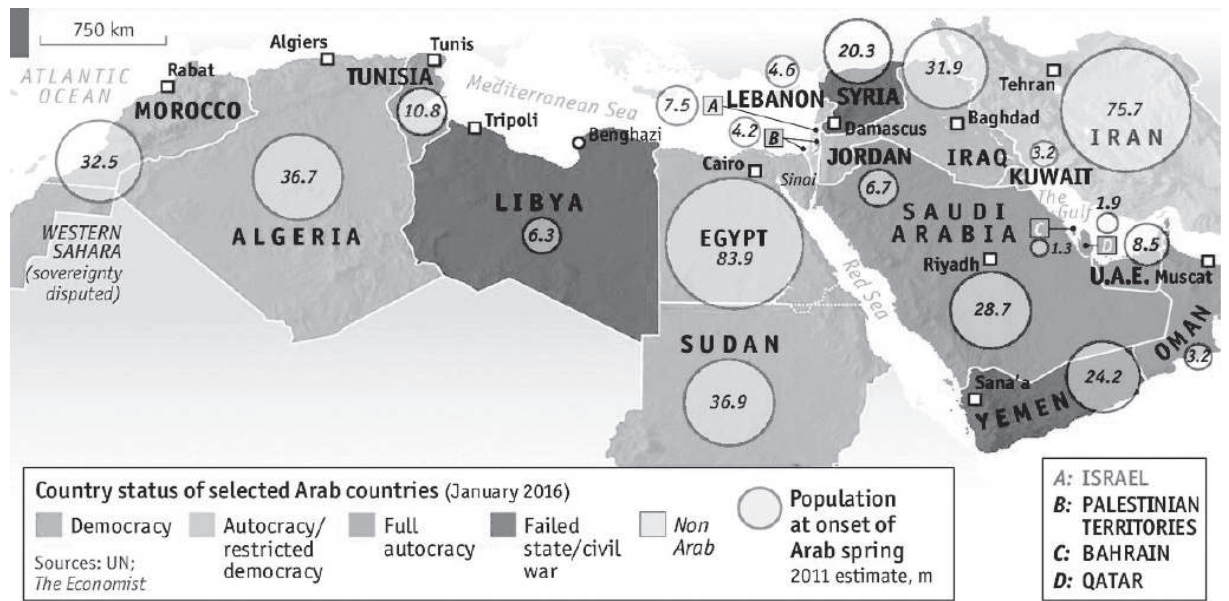 750 km
ATLANTIC
OCEAN
Rabat
MOROCCO
32.5
WESTERN
SAHARA
(sovereignty
disputed)
Algiers
36.7
ALGERIA
Tunis
TUNISIA
10.8
Mediterranean Sea
Tripoli
Benghazi
LIBYA
6.3
Cairo
Sinai
EGYPT
83.9
Red Sea
SUDAN
36.9
7.5
A
4.6
LEBANON
4.2
B
20.3
SYRIA
Damascus
JORDAN
6.7
31.9
Baghdad
IRAQ
Tehran
75.7
IRAN
3.2
KUWAIT
The
Gulf
SAUDI
ARABIA
Riyadh
28.7
C
1.3
1.9
D
8.5
U.A.E.
Muscat
OMAN
3.2
Sana'a
YEMEN
24.2
Country status of selected Arab countries (January 2016)
Democracy
Autocracy/
restricted
democracy
Full
autocracy
Failed
state/civil
war
Non
Arab
Population
at onset of
Arab spring
2011 estimate, m
Sources: UN;
The Economist
A: ISRAEL
B: PALESTINIAN
TERRITORIES
C: BAHRAIN
D: QATAR